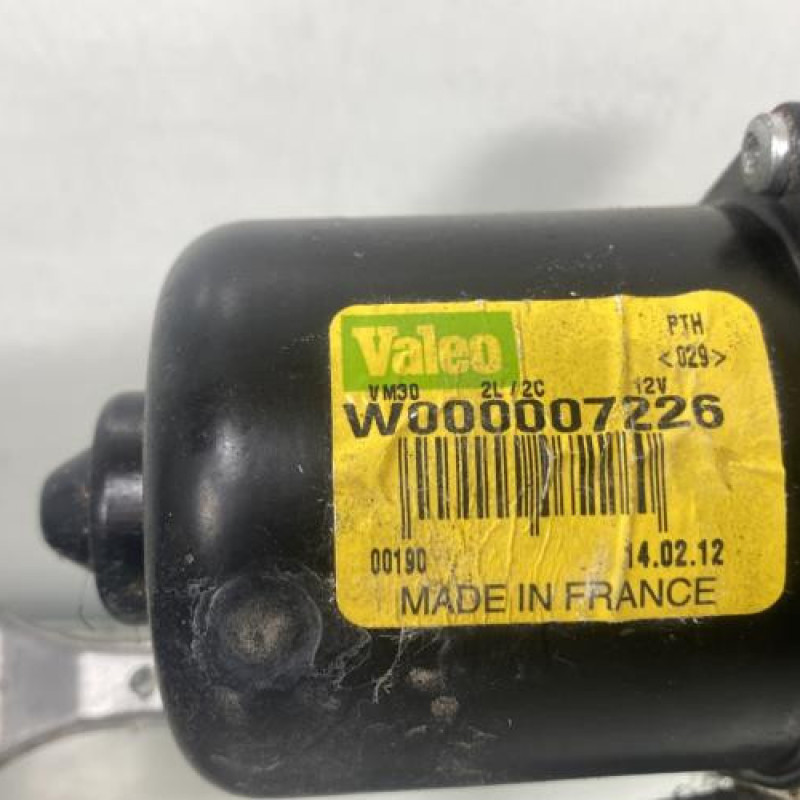 Valeo PTH
<029>
VM30 2L / 2C 12V
W000007226
00190 14.02.12
MADE IN FRANCE